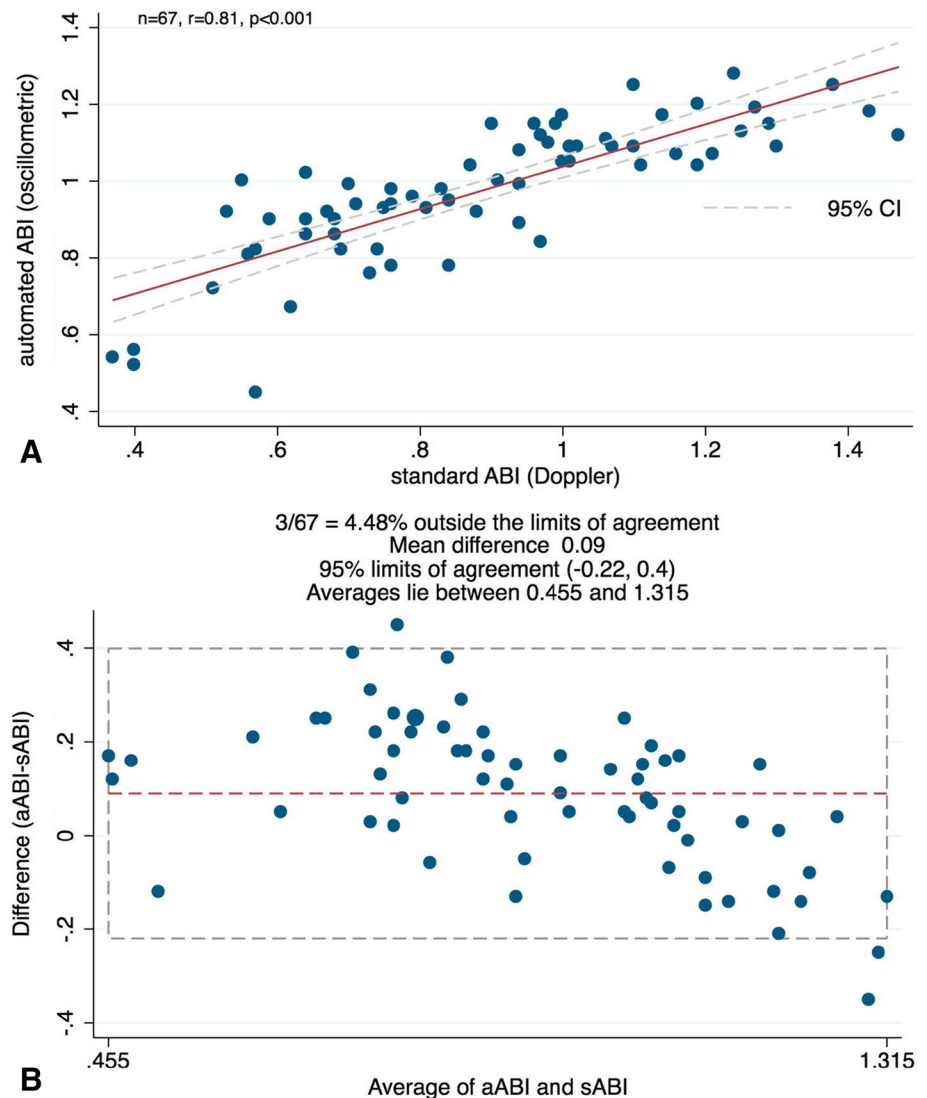 n=67, r=0.81, p<0.001
automated ABI (oscillometric)
1.4
1.2
1
.8
.6
.4
95% CI
.4 .6 .8 1 1.2 1.4
standard ABI (Doppler)
A
3/67 = 4.48% outside the limits of agreement
Mean difference 0.09
95% limits of agreement (-0.22, 0.4)
Averages lie between 0.455 and 1.315
Difference (aABI-sABI)
.4
.2
0
-.2
-.4
.455 1.315
Average of aABI and sABI
B